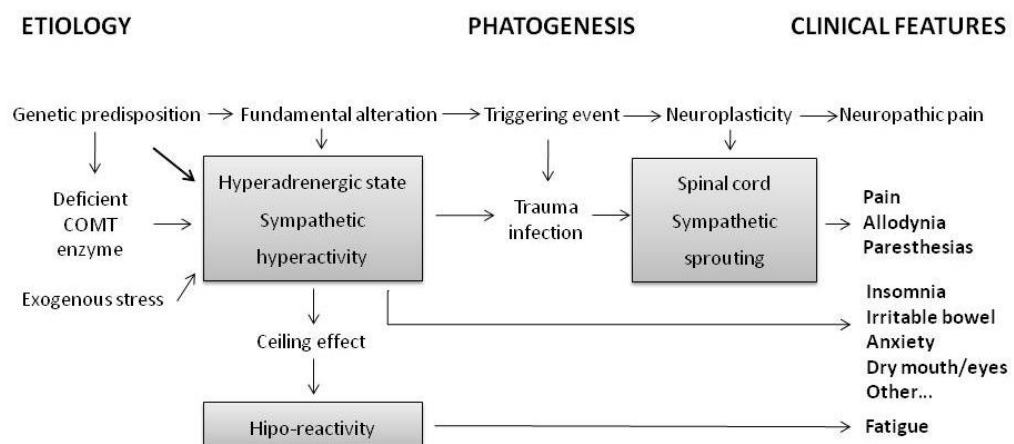 ETIOLOGY PHATOGENESIS CLINICAL FEATURES
Genetic predisposition Fundamental alteration Triggering event Neuroplasticity Neuropathic pain
Deficient
COMT
enzyme
Exogenous stress
Hyperadrenergic state
Sympathetic
hyperactivity
Trauma
infection
Spinal cord
Sympathetic
sprouting
Pain
Allodynia
Paresthesias
Insomnia
Irritable bowel
Anxiety
Dry mouth/eyes
Other...
Ceiling effect
Hipo-reactivity
Fatigue